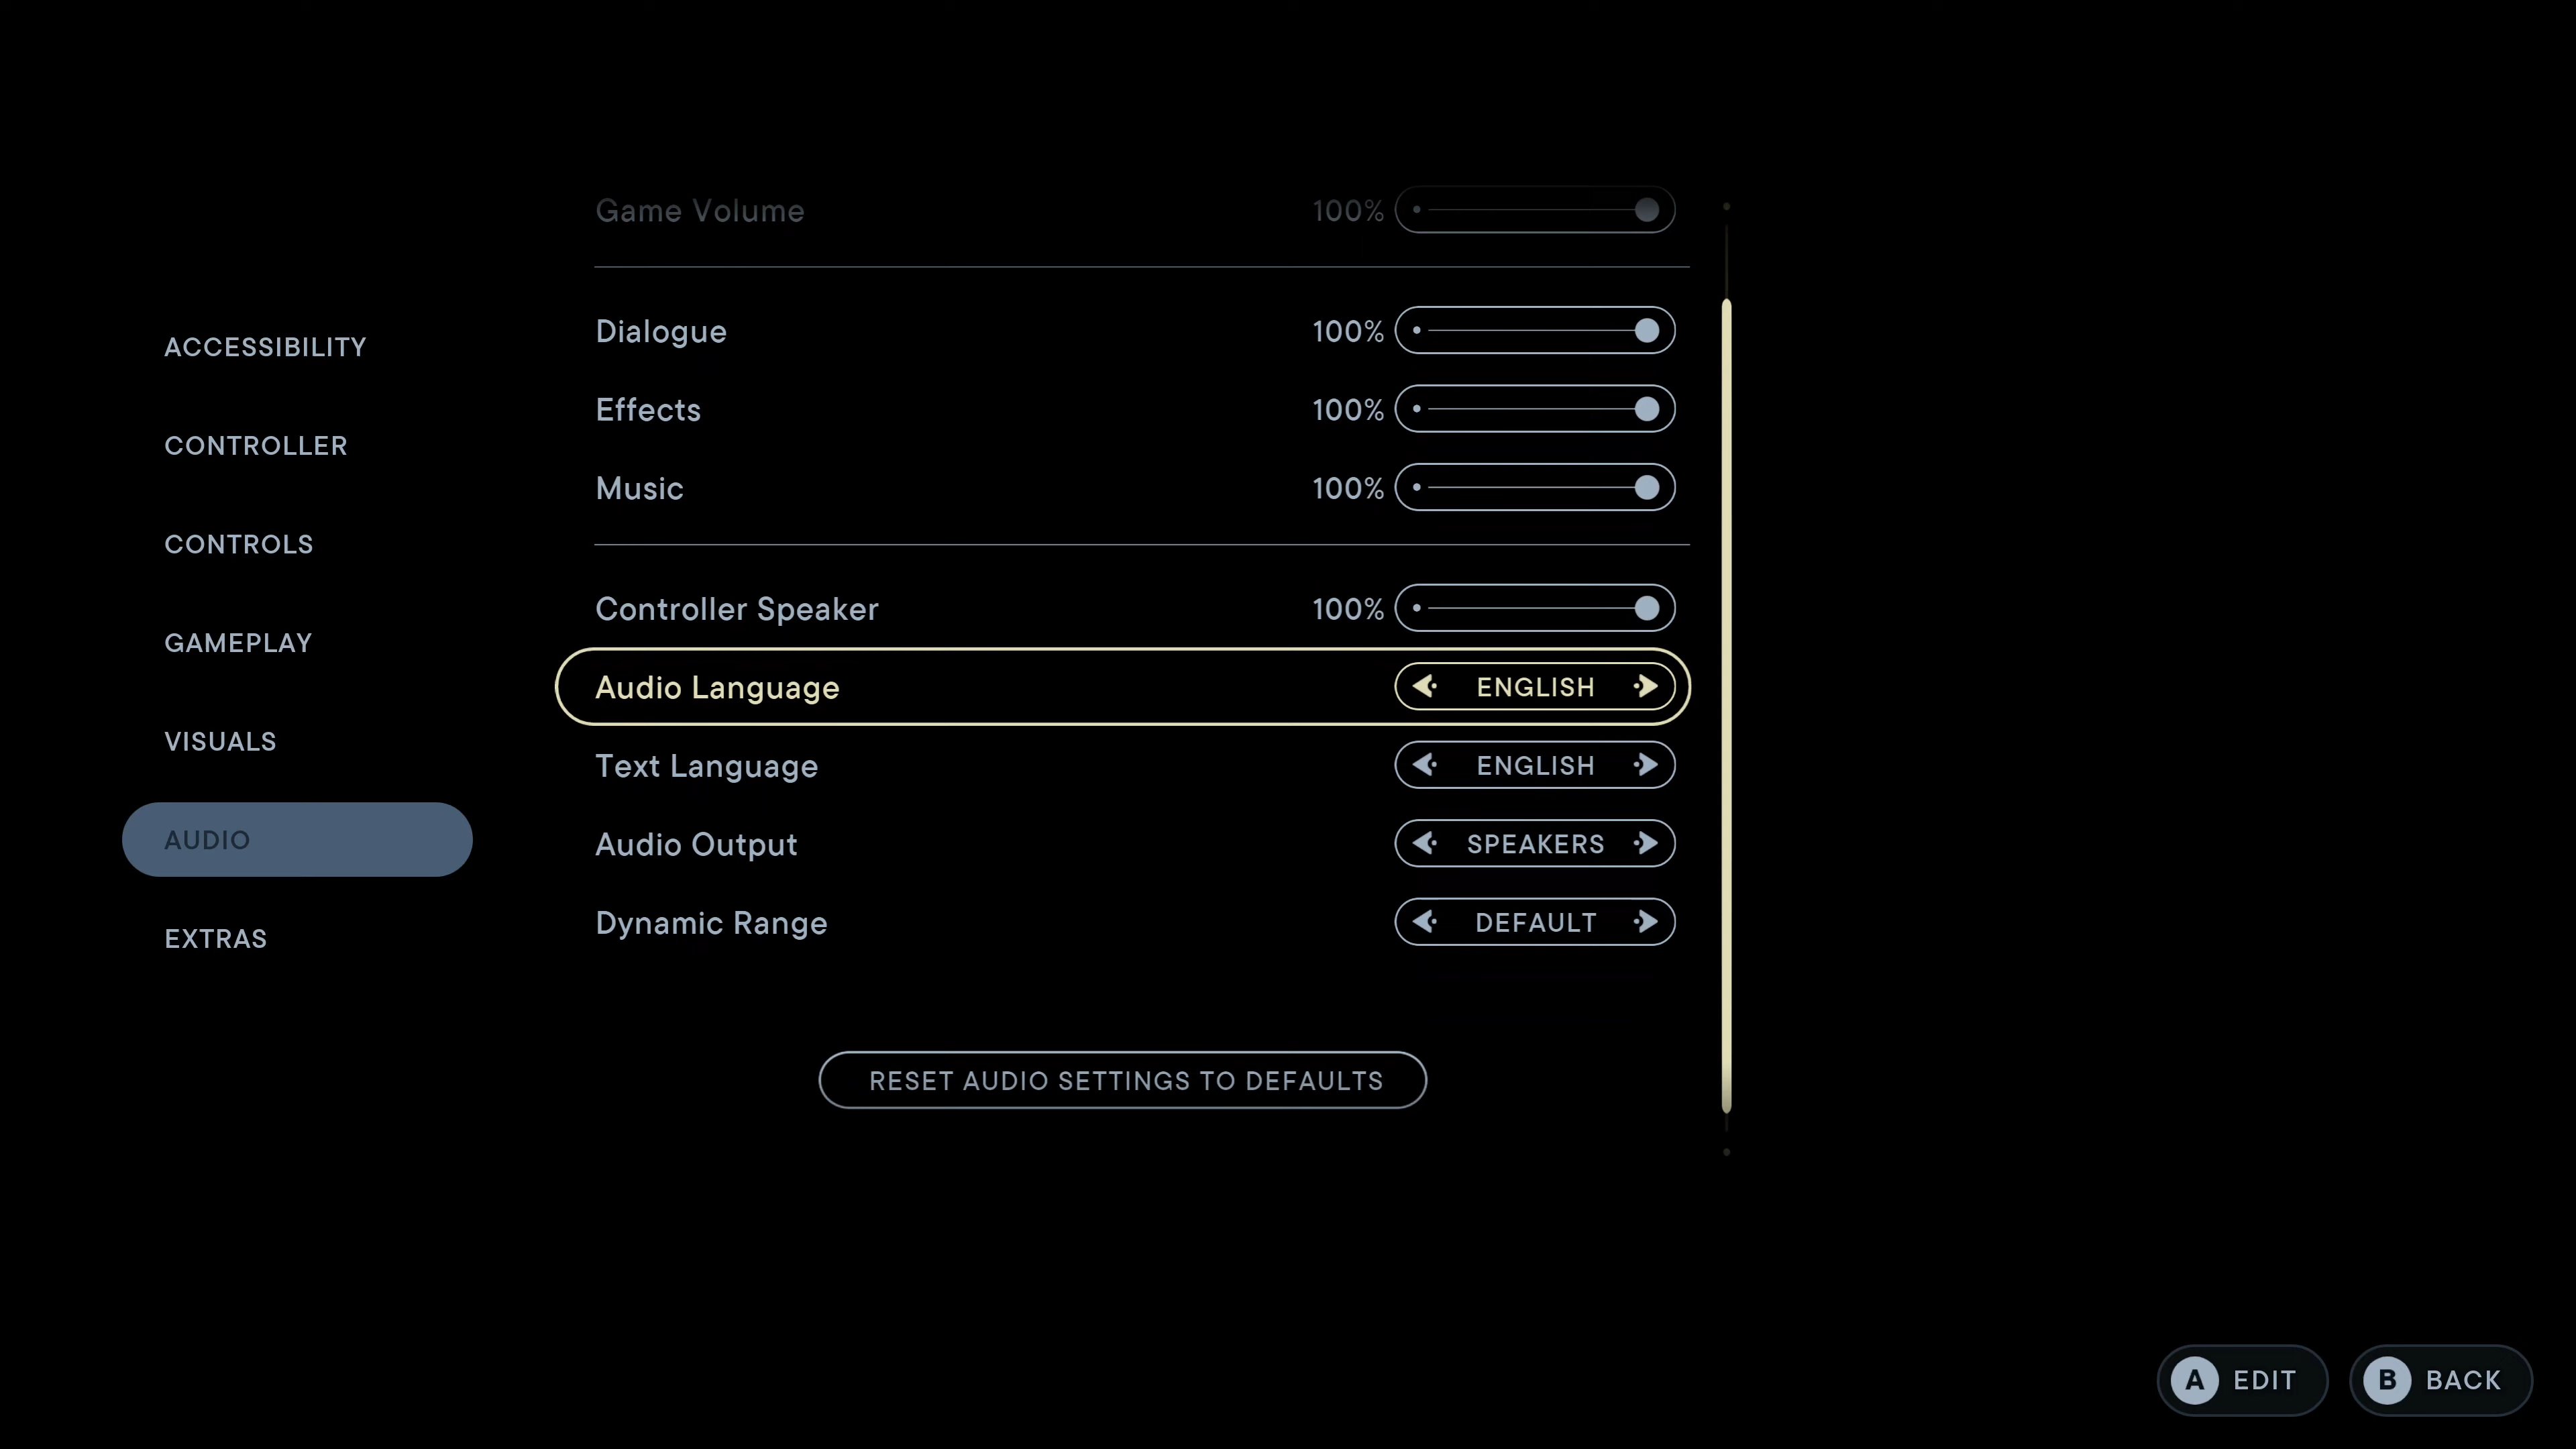 Game Volume 100%
Dialogue 100%
ACCESSIBILITY
Effects 100%
CONTROLLER
Music 100%
CONTROLS
Controller Speaker 100%
GAMEPLAY
Audio Language ENGLISH
VISUALS
Text Language ENGLISH
AUDIO
Audio Output SPEAKERS
Dynamic Range DEFAULT
EXTRAS
RESET AUDIO SETTINGS TO DEFAULTS
A EDIT B BACK